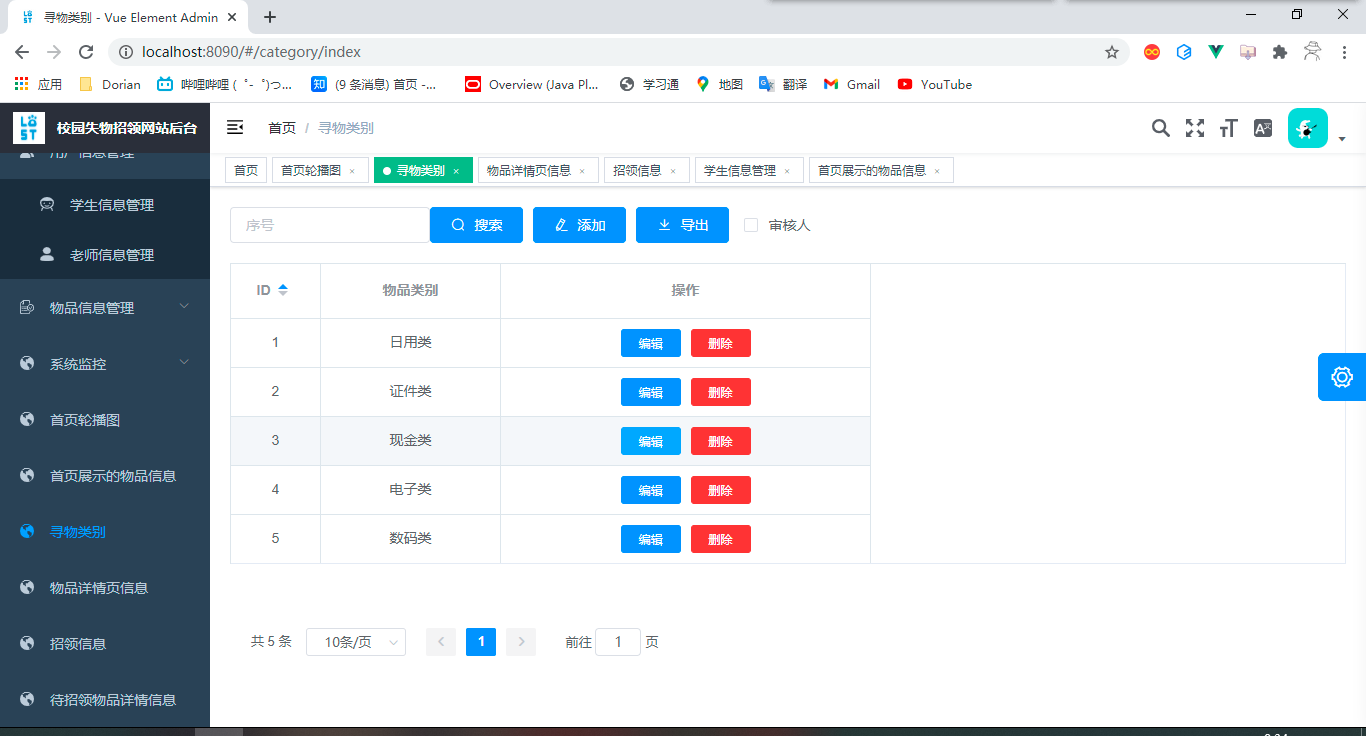 寻物类别 - Vue Element Admin
localhost:8090/#/category/index
应用 Dorian 哔哩哔哩 ( ゜- ゜)つ... 知 (9 条消息) 首页 -... Overview (Java Pl... 学习通 地图 翻译 Gmail YouTube
LOST 校园失物招领网站后台
首页 / 寻物类别
用户信息管理
学生信息管理
老师信息管理
物品信息管理
系统监控
首页轮播图
首页展示的物品信息
寻物类别
物品详情页信息
招领信息
待招领物品详情信息
首页 首页轮播图 × 寻物类别 × 物品详情页信息 × 招领信息 × 学生信息管理 × 首页展示的物品信息 ×
序号 搜索 添加 导出 审核人
ID 物品类别 操作
1 日用类 编辑 删除
2 证件类 编辑 删除
3 现金类 编辑 删除
4 电子类 编辑 删除
5 数码类 编辑 删除
共 5 条 10条/页 1 前往 1 页